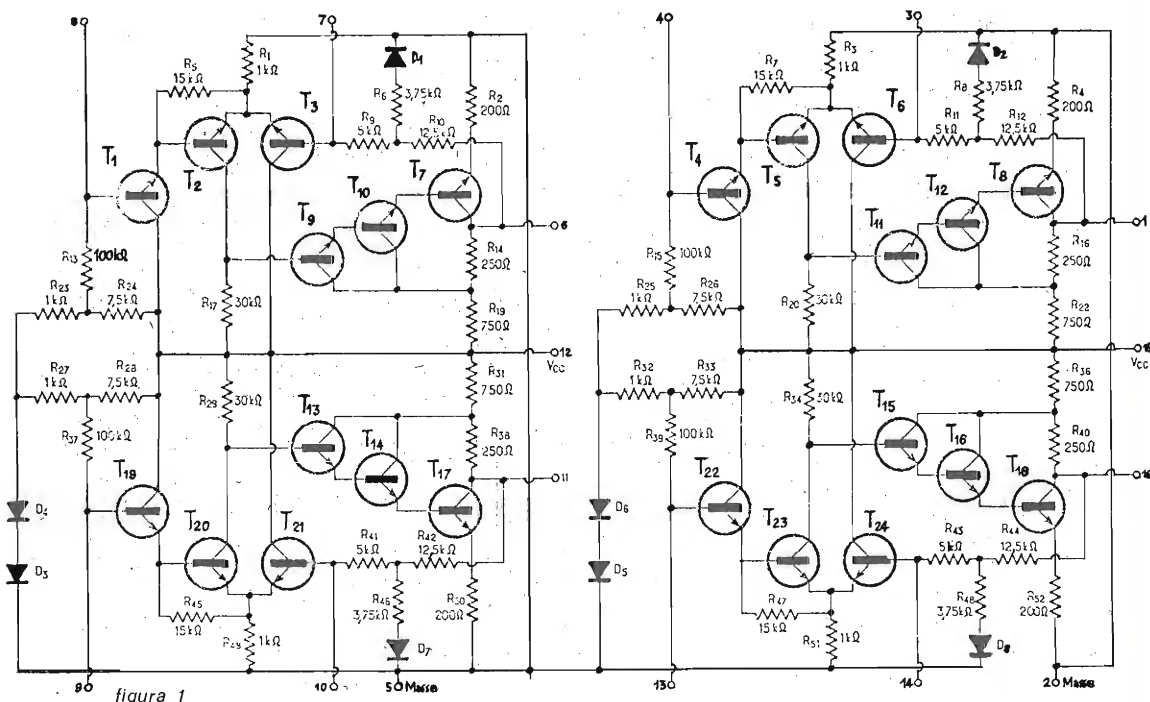 8
7
4
3
R1
1kΩ
R5
15kΩ
D1
R6
3,75kΩ
R2
200Ω
T3
R9
5kΩ
R10
12,5kΩ
T1
T2
T10
T7
T9
6
R13
100kΩ
R14
250Ω
R23
1kΩ
R24
7,5kΩ
R17
30kΩ
R19
750Ω
12
VCC
R27
1kΩ
R28
7,5kΩ
R29
30kΩ
R31
750Ω
R37
100kΩ
T13
T14
R38
250Ω
T19
T17
11
D4
T20
T21
R41
5kΩ
R42
12,5kΩ
D3
R45
15kΩ
R46
3,75kΩ
R50
200Ω
1kΩ
D7
9
10
5
Masse
R3
1kΩ
R7
15kΩ
D2
R8
3,75kΩ
R4
200Ω
T6
R11
5kΩ
R12
12,5kΩ
T4
T5
T12
T8
T11
1
R15
100kΩ
R16
250Ω
R25
1kΩ
R26
7,5kΩ
R20
30kΩ
R22
750Ω
VCC
R32
1kΩ
R33
7,5kΩ
R34
30kΩ
R36
750Ω
R39
100kΩ
T15
T16
R40
250Ω
T22
T18
D6
T23
T24
R43
5kΩ
R44
12,5kΩ
D5
R47
15kΩ
R48
3,75kΩ
R52
200Ω
R51
1kΩ
D8
13
14
2
Masse
figura 1